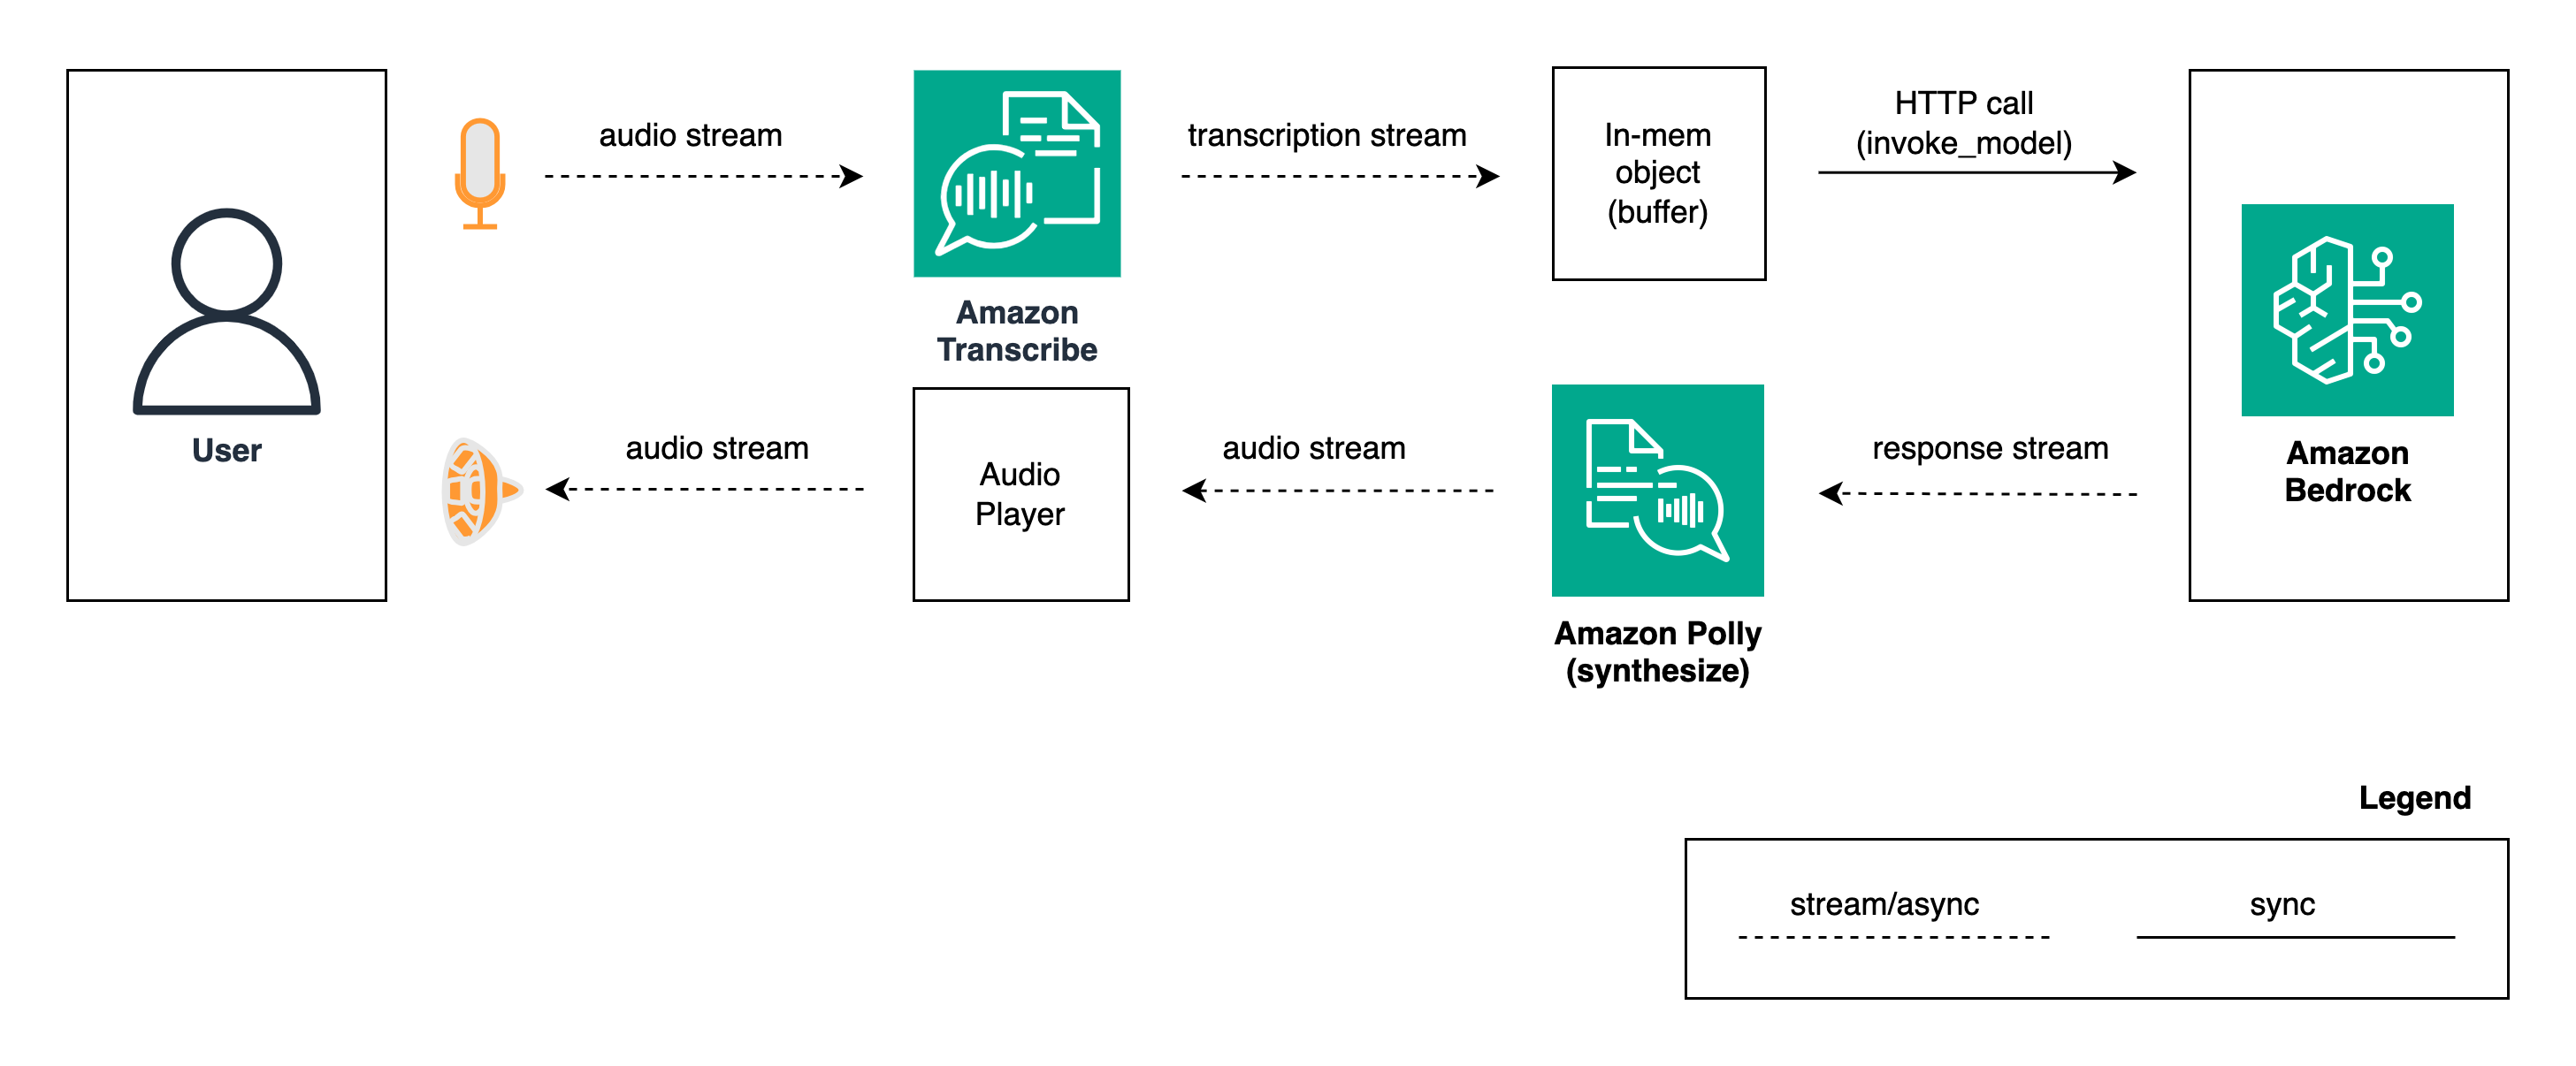 User
audio stream
Amazon
Transcribe
transcription stream
In-mem
object
(buffer)
HTTP call
(invoke_model)
Amazon
Bedrock
response stream
Amazon Polly
(synthesize)
audio stream
Audio
Player
audio stream
Legend
stream/async
sync